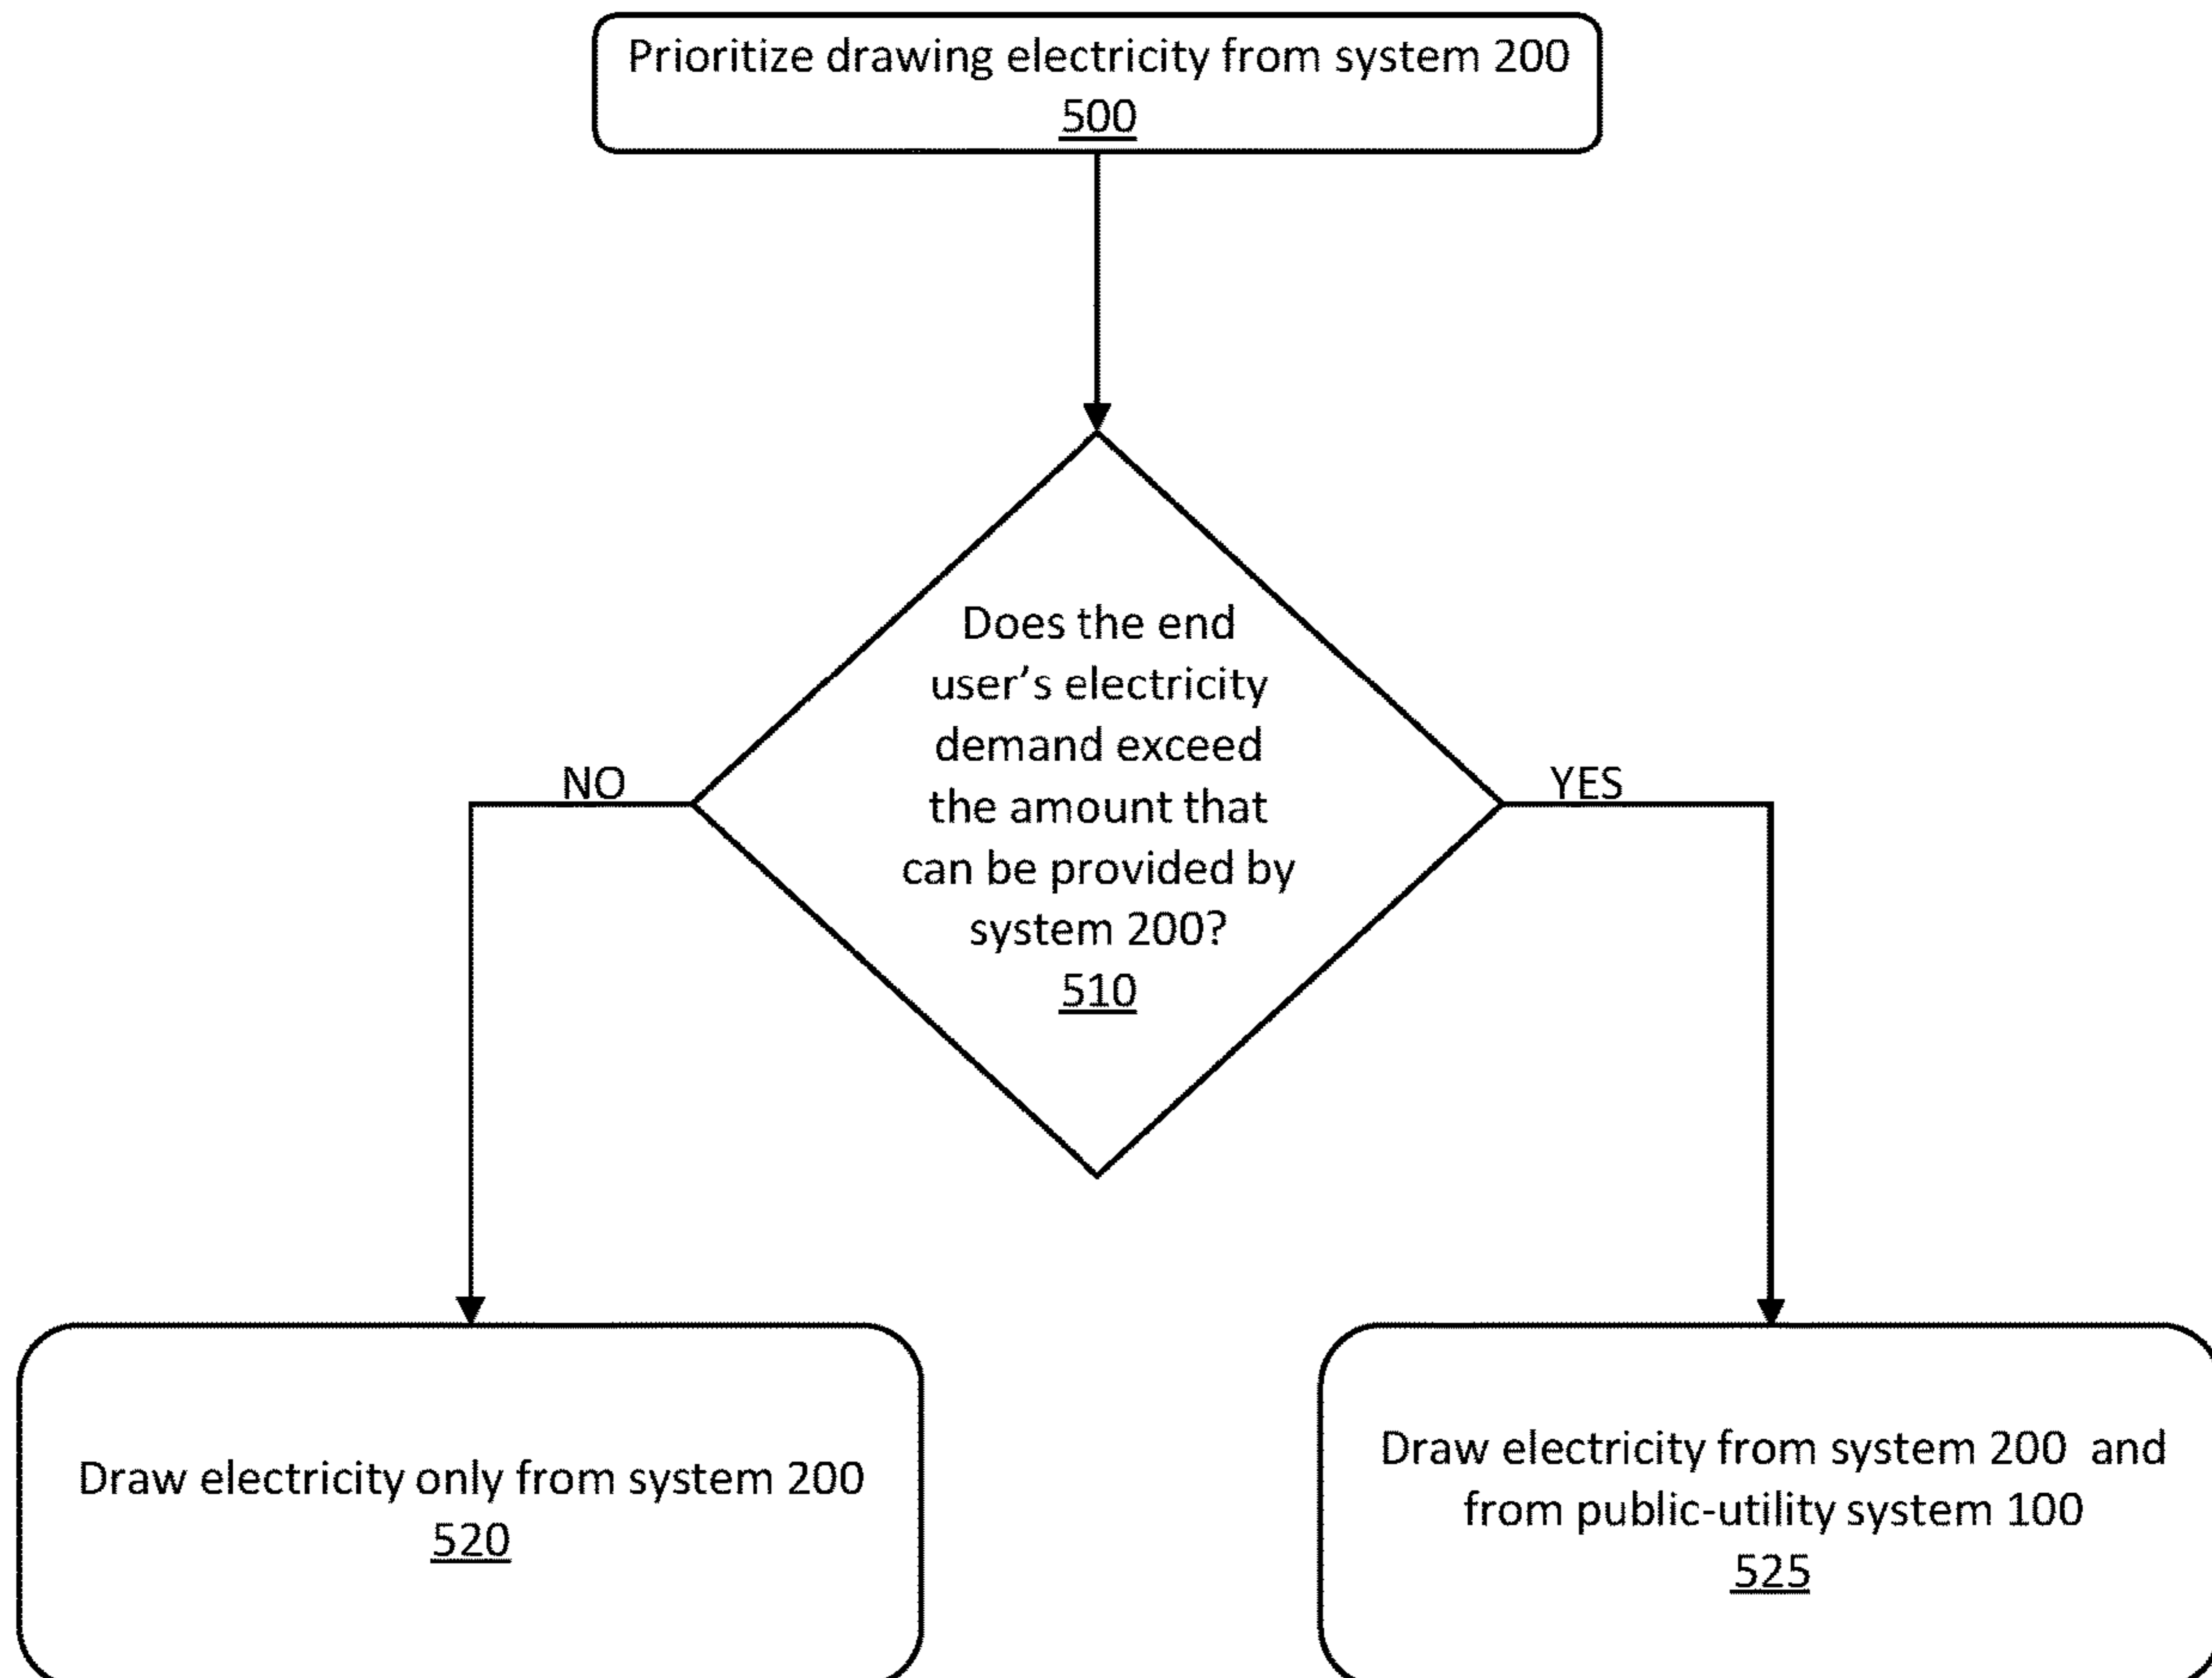 Prioritize drawing electricity from system 200
500
Does the end
user’s electricity
demand exceed
the amount that
can be provided by
system 200?
510
NO
YES
Draw electricity only from system 200
520
Draw electricity from system 200  and
from public-utility system 100
525